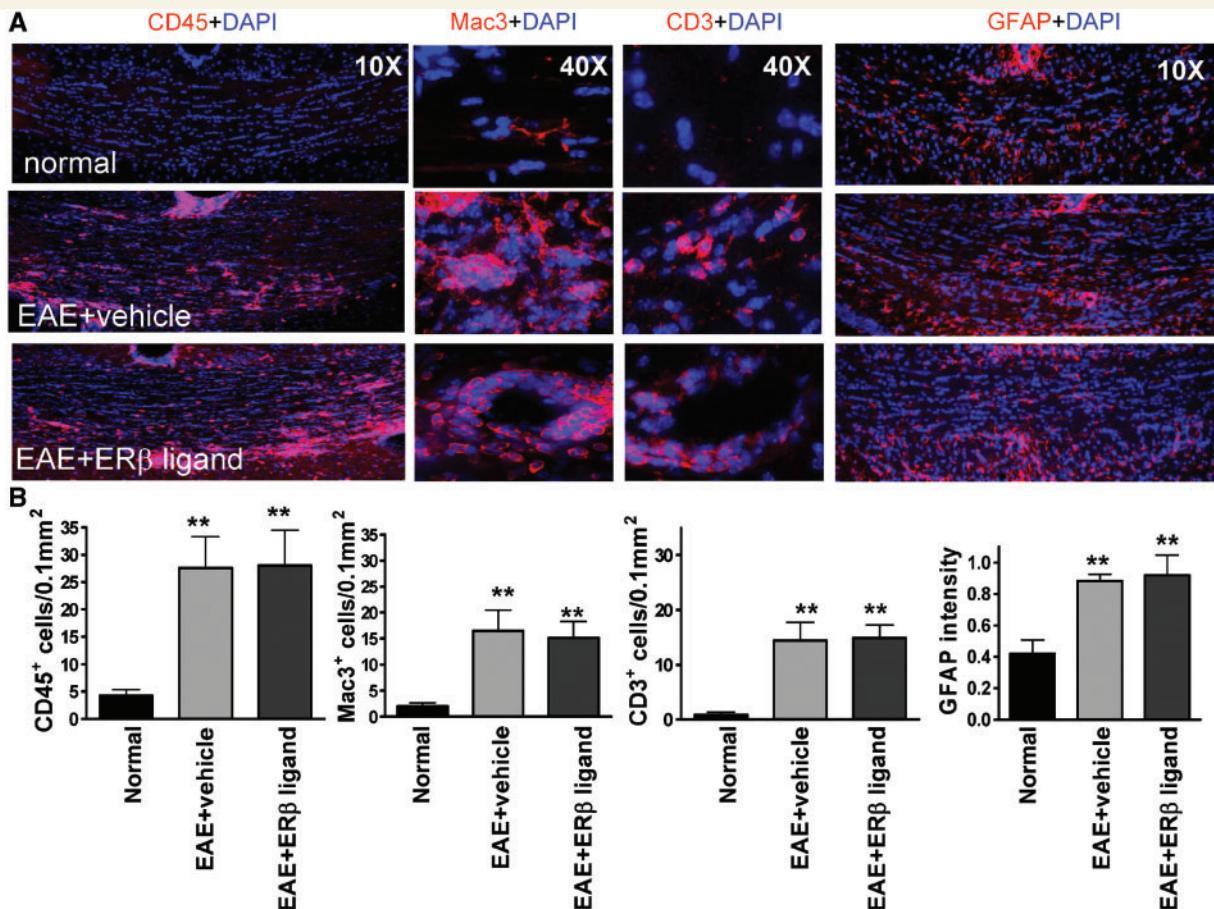 CD45+DAPI Mac3+DAPI CD3+DAPI GFAP+DAPI
A
10X 40X 40X 10X
normal
EAE+vehicle
EAE+ERβ ligand
B
CD45⁺ cells/0.1mm²
35
30
25
20
15
10
5
0
**
**
Normal
EAE+vehicle
EAE+ERβ ligand
Mac3⁺ cells/0.1mm²
30
25
20
15
10
5
0
**
**
Normal
EAE+vehicle
EAE+ERβ ligand
CD3⁺ cells/0.1mm²
30
20
10
0
**
**
Normal
EAE+vehicle
EAE+ERβ ligand
GFAP intensity
1.0
0.8
0.6
0.4
0.2
0.0
**
**
Normal
EAE+vehicle
EAE+ERβ ligand